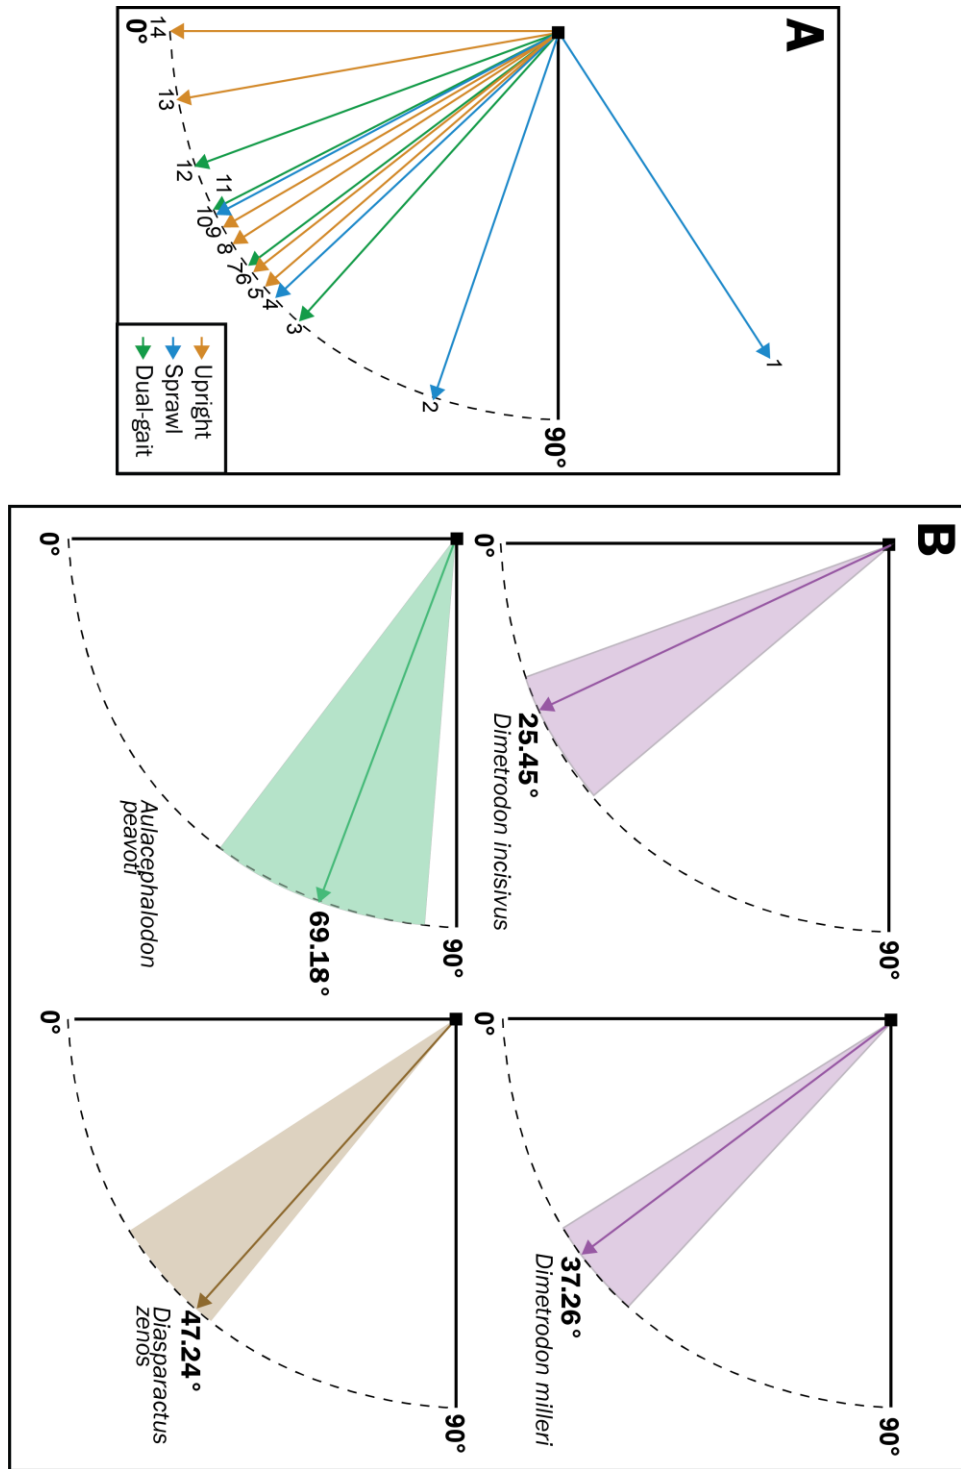 A
1
90°
2
3
4
5
6
7
8
9
10
11
12
13
14
0°
Upright
Sprawl
Dual-gait
B
90°
25.45°
Dimetrodon incisivus
0°
90°
37.26°
Dimetrodon milleri
0°
90°
69.18°
Aulacephalodon
peavoti
0°
90°
47.24°
Diasparactus
zenos
0°